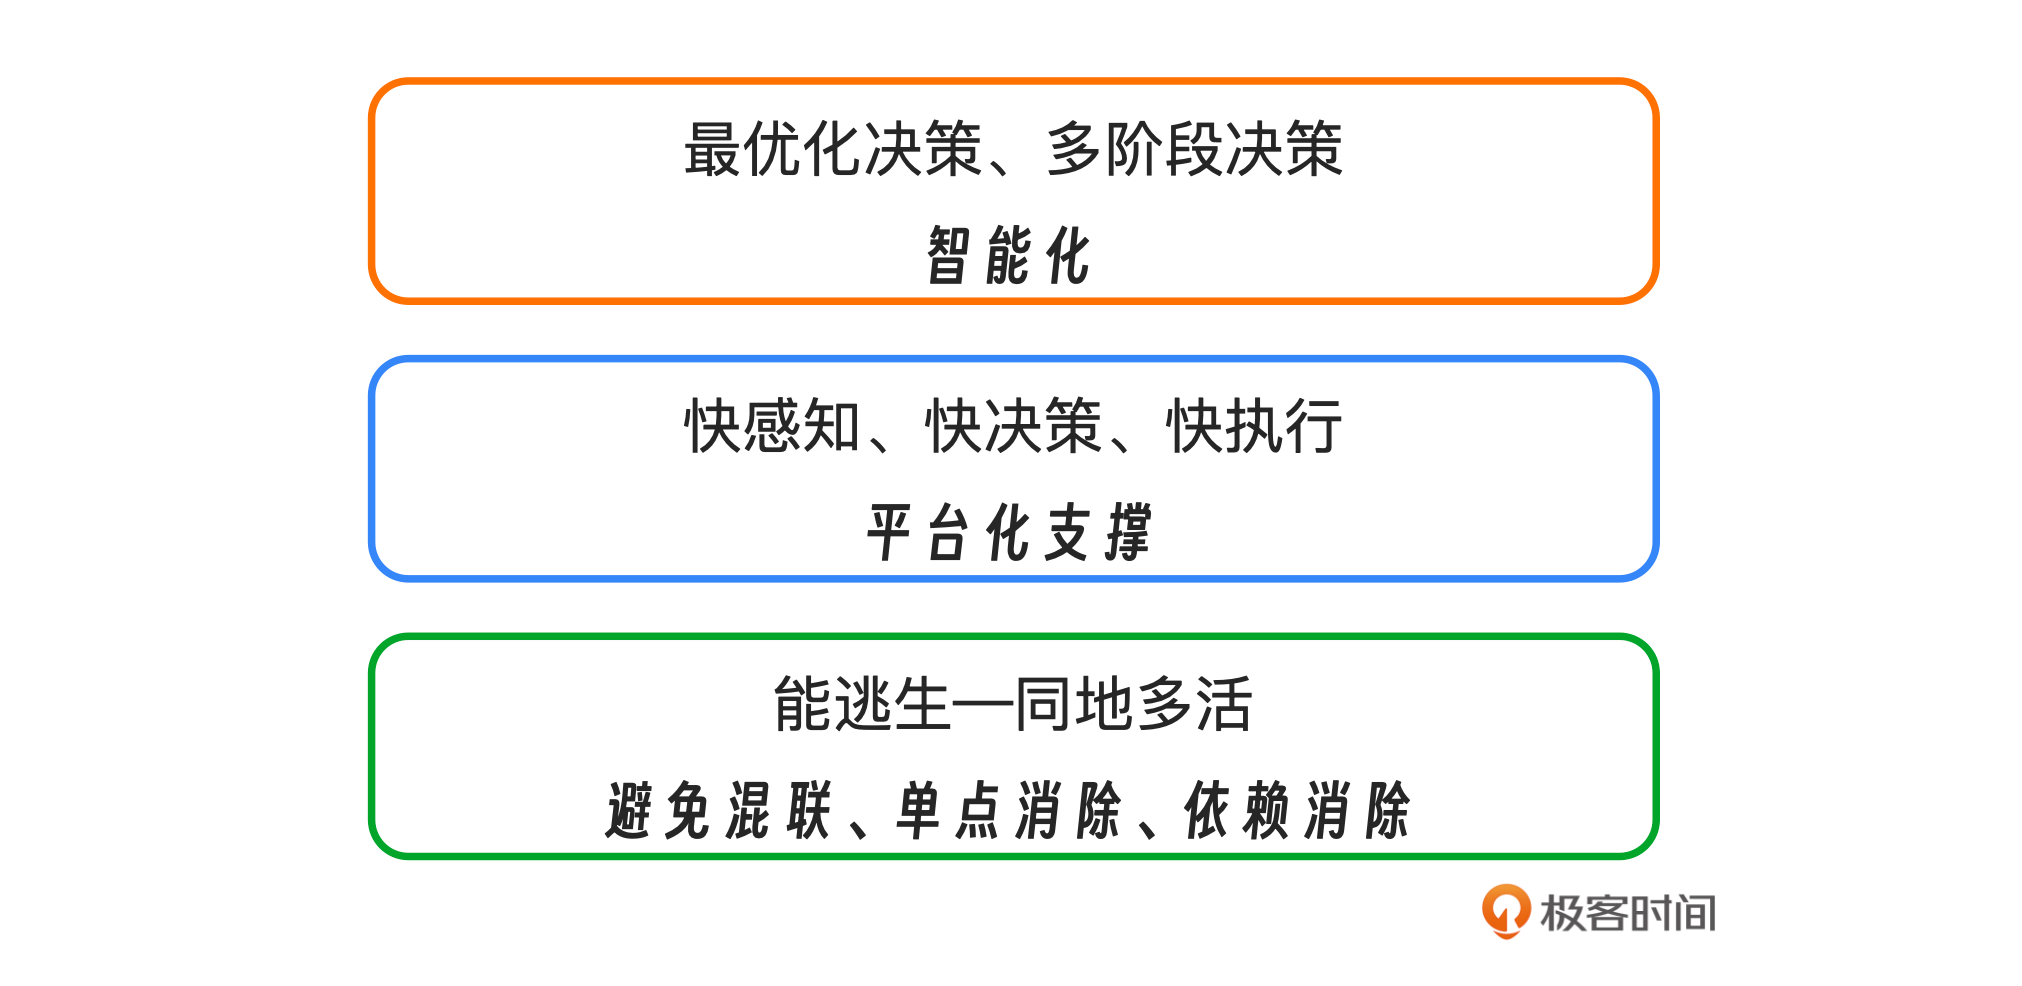 最优化决策、多阶段决策
智能化
快感知、快决策、快执行
平台化支撑
能逃生—同地多活
避免混联、单点消除、依赖消除
极客时间